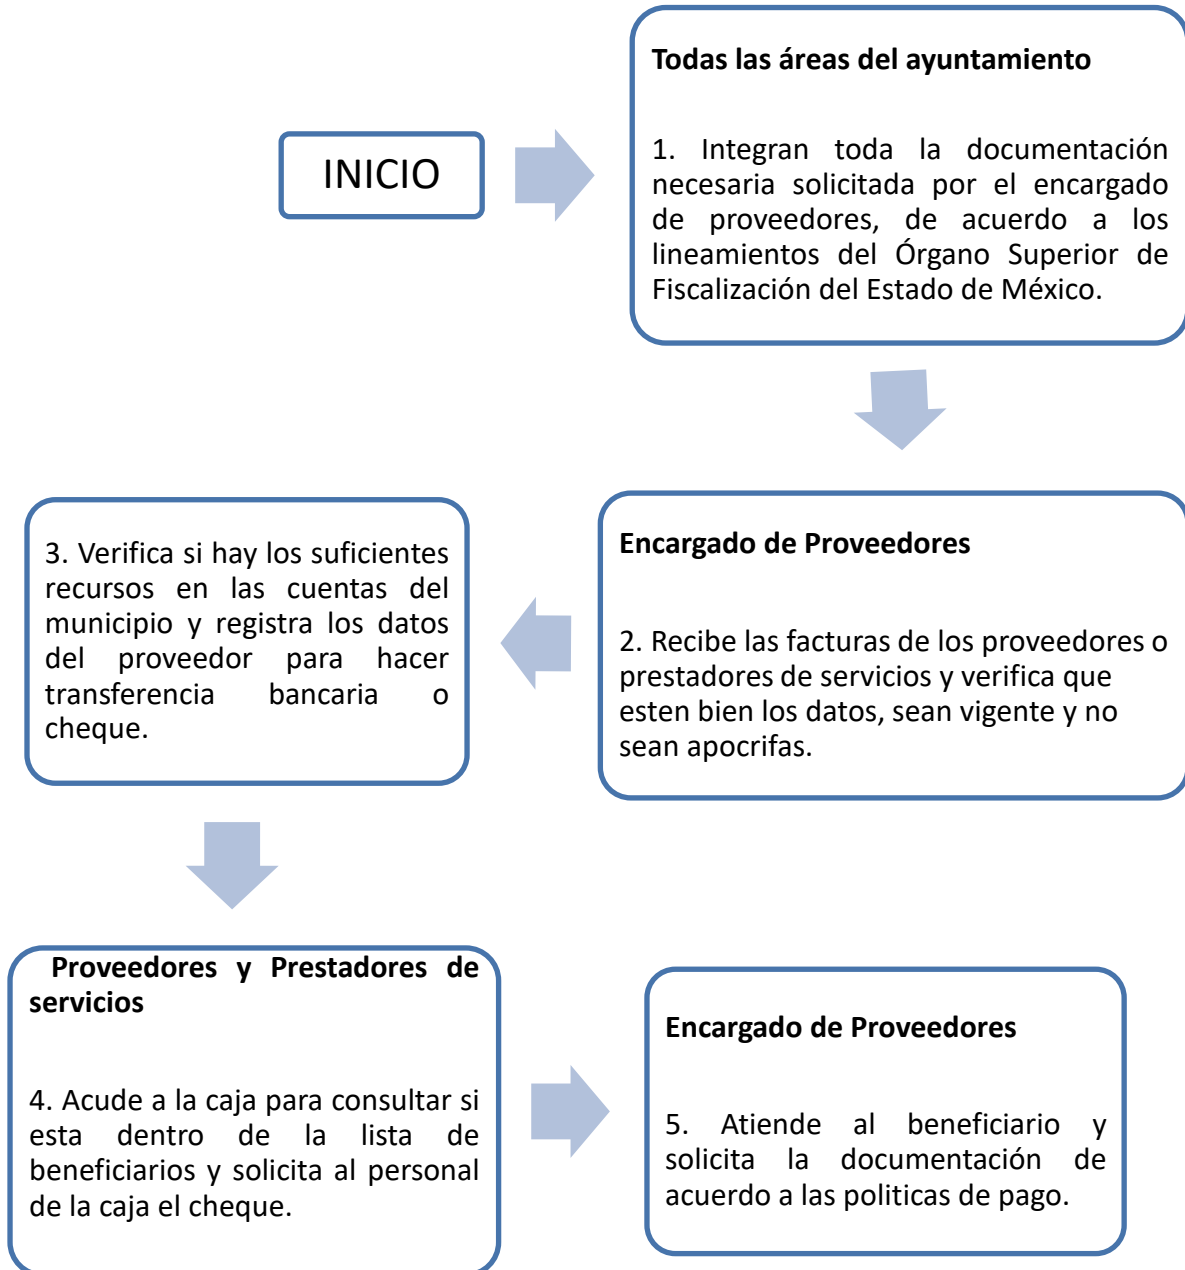 INICIO
Todas las áreas del ayuntamiento
1. Integran toda la documentación
necesaria solicitada por el encargado
de proveedores, de acuerdo a los
lineamientos del Órgano Superior de
Fiscalización del Estado de México.
Encargado de Proveedores
2. Recibe las facturas de los proveedores o
prestadores de servicios y verifica que
esten bien los datos, sean vigente y no
sean apocrifas.
3. Verifica si hay los suficientes
recursos en las cuentas del
municipio y registra los datos
del proveedor para hacer
transferencia bancaria o
cheque.
Proveedores y Prestadores de
servicios
4. Acude a la caja para consultar si
esta dentro de la lista de
beneficiarios y solicita al personal
de la caja el cheque.
Encargado de Proveedores
5. Atiende al beneficiario y
solicita la documentación de
acuerdo a las politicas de pago.